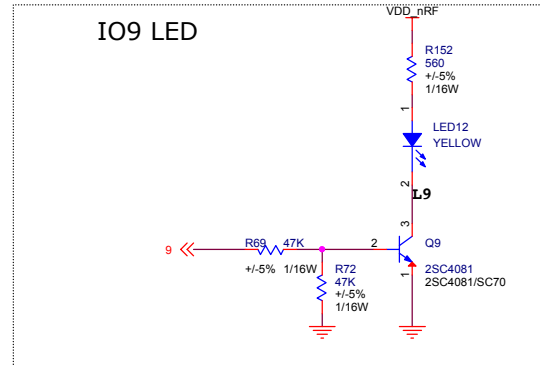 IO9 LED
VDD_nRF
R152
560
+/-5%
1/16W
1
LED12
YELLOW
2
L9
3
9
R69 47K
2
Q9
+/-5% 1/16W
R72
47K
+/-5%
1/16W
1
2SC4081
2SC4081/SC70